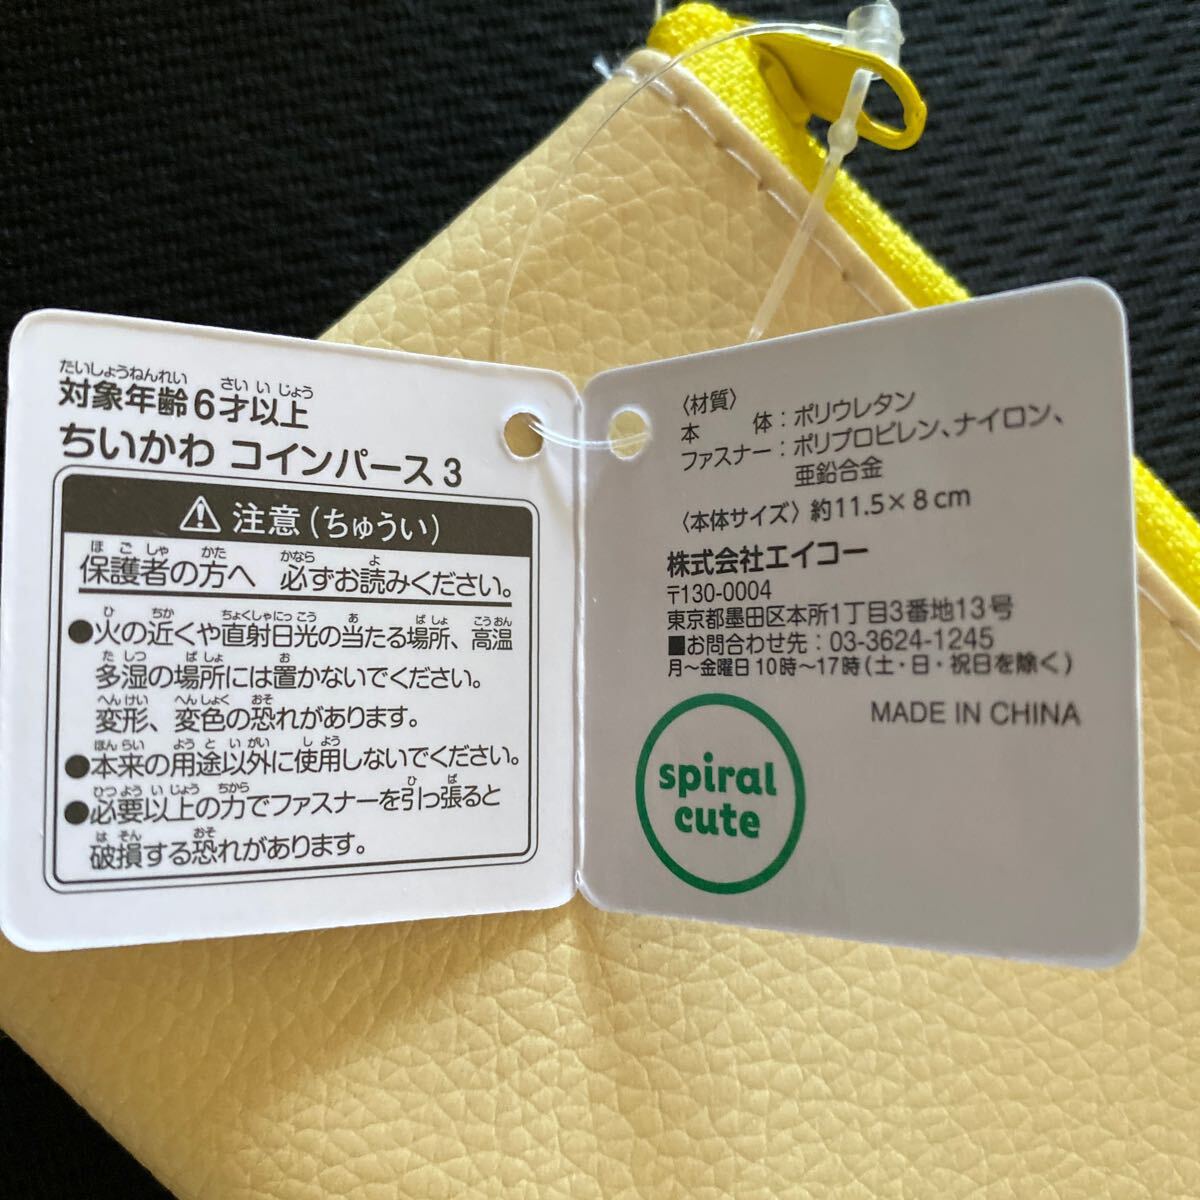 たいしょうねんれい さい い じょう
対象年齢6才以上
ちいかわ コインパース 3
注意(ちゅうい)
ほ ご しゃ かた かなら よ
保護者の方へ 必ずお読みください。
ひ ちか ちょくしゃにっこう あ ばしょ こうおん
●火の近くや直射日光の当たる場所、高温
た しつ ばしょ お
多湿の場所には置かないでください。
へんけい へんしょく おそ
変形、変色の恐れがあります。
ほんらい ようと いがい しよう
●本来の用途以外に使用しないでください。
ひつよう い じょう ちから ひ ば
●必要以上の力でファスナーを引っ張ると
は そん おそ
破損する恐れがあります。
〈材質〉
本 体:ポリウレタン
ファスナー:ポリプロピレン、ナイロン、
亜鉛合金
〈本体サイズ〉約11.5×8cm
株式会社エイコー
〒130-0004
東京都墨田区本所1丁目3番地13号
■お問合わせ先:03-3624-1245
月~金曜日10時~17時(土・日・祝日を除く)
MADE IN CHINA
spiral
cute